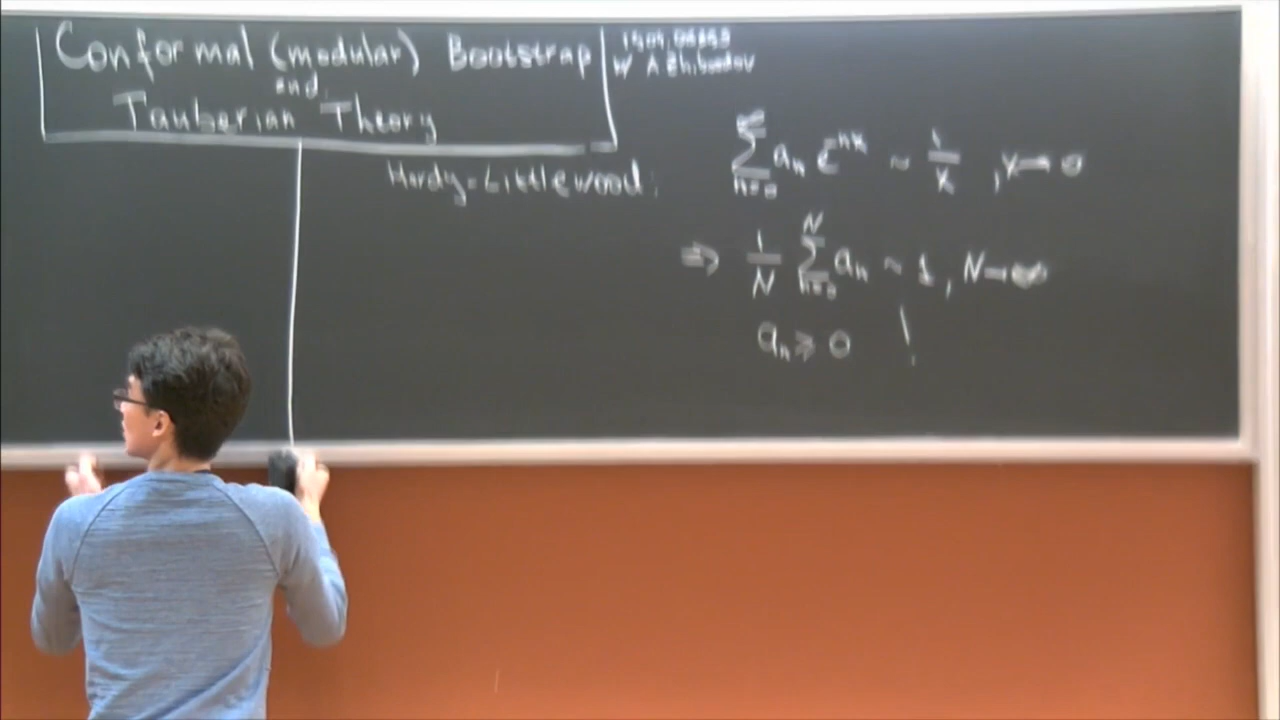 Conformal (modular) Bootstrap
and
Tauberian Theory
w/ A Zhiboedov
Hardy-Littlewood:
∞ ∑ n=0 aₙ e^{nx} ~ 1/x , x→0
⇒ 1/N N ∑ n=0 aₙ ~ 1 , N→∞
aₙ ≥ 0 !